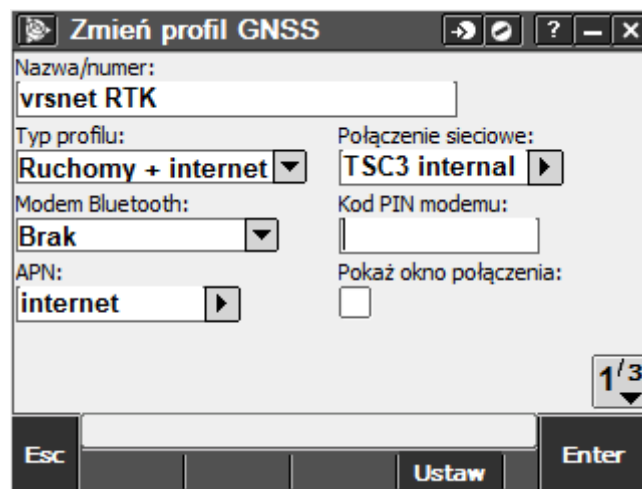 Zmień profil GNSS ? – ×
Nazwa/numer:
vrsnet RTK
Typ profilu: Połączenie sieciowe:
Ruchomy + internet TSC3 internal
Modem Bluetooth: Kod PIN modemu:
Brak
APN: Pokaż okno połączenia:
internet
1/3
Esc Ustaw Enter